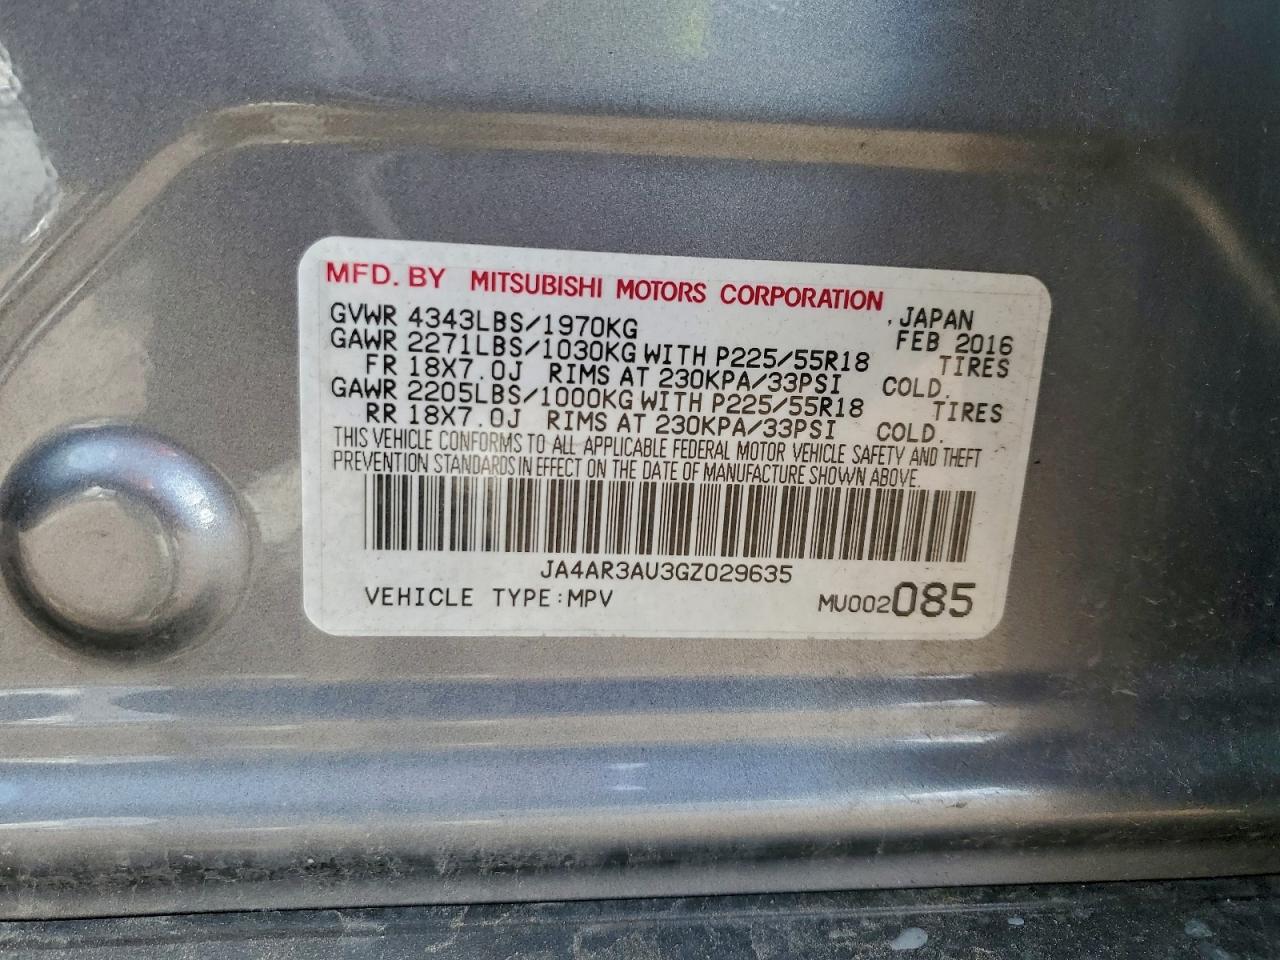 MFD. BY MITSUBISHI MOTORS CORPORATION
, JAPAN
GVWR 4343LBS/1970KG FEB 2016
GAWR 2271LBS/1030KG WITH P225/55R18 TIRES
FR 18X7.0J RIMS AT 230KPA/33PSI COLD.
GAWR 2205LBS/1000KG WITH P225/55R18 TIRES
RR 18X7.0J RIMS AT 230KPA/33PSI COLD.
THIS VEHICLE CONFORMS TO ALL APPLICABLE FEDERAL MOTOR VEHICLE SAFETY AND THEFT
PREVENTION STANDARDS IN EFFECT ON THE DATE OF MANUFACTURE SHOWN ABOVE.
JA4AR3AU3GZ029635
VEHICLE TYPE:MPV MU002085